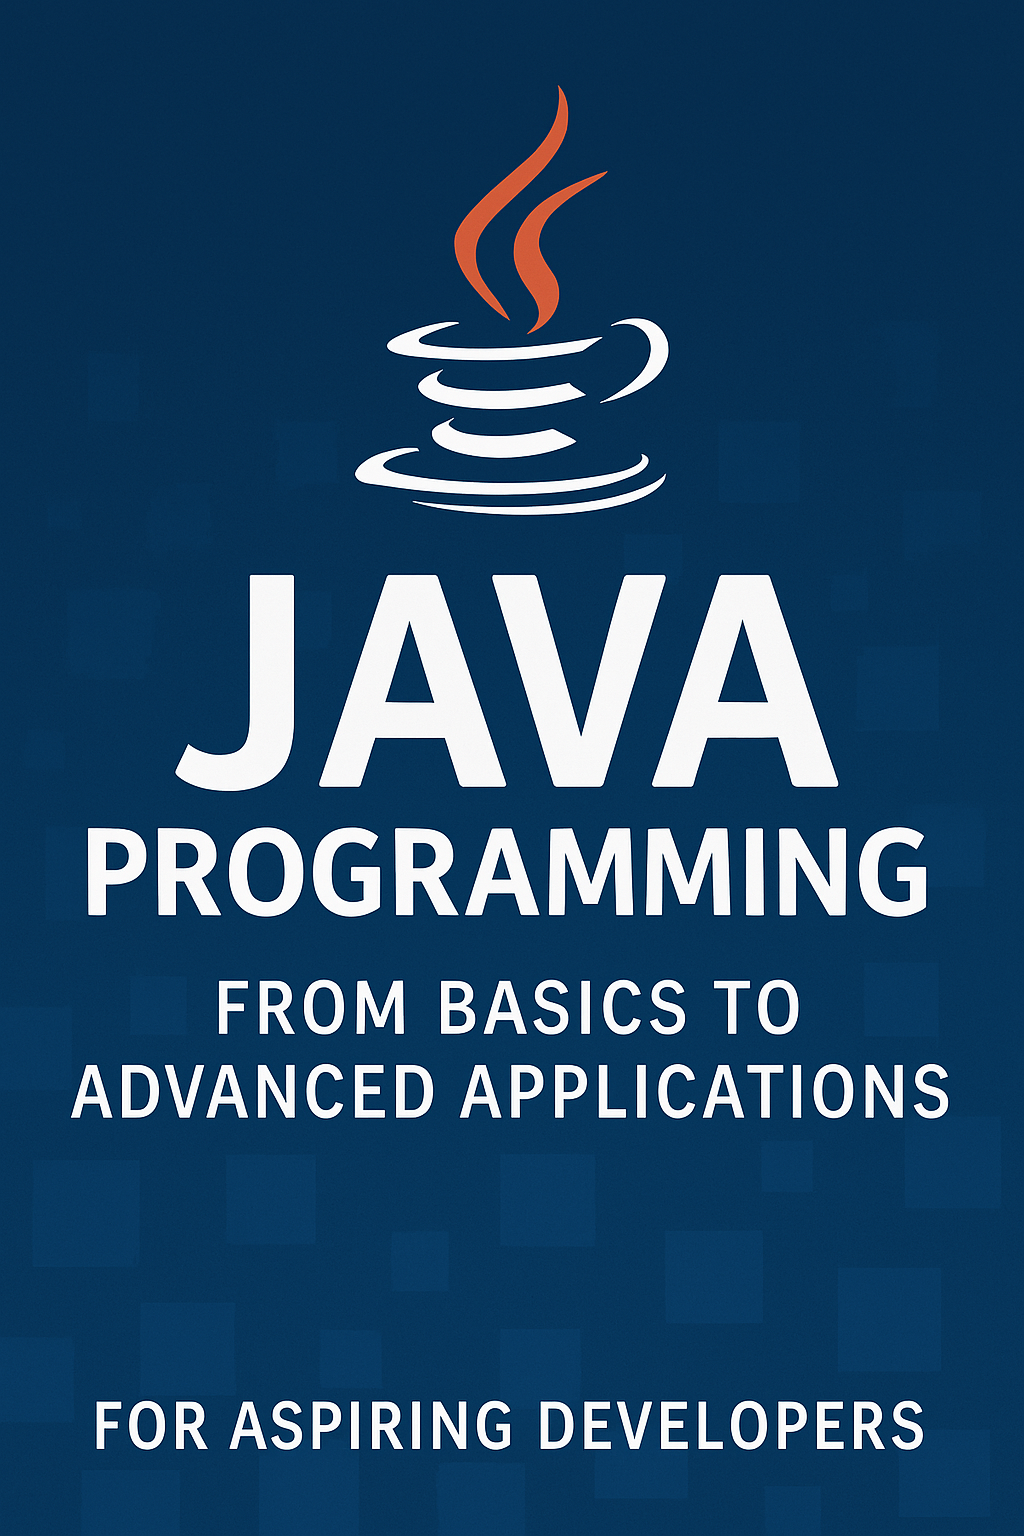 JAVA
PROGRAMMING
FROM BASICS TO
ADVANCED APPLICATIONS
FOR ASPIRING DEVELOPERS